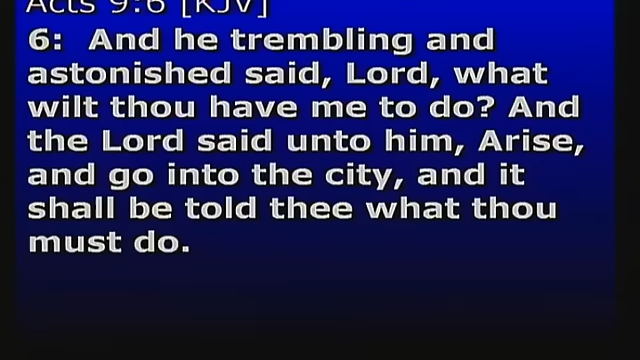 Acts 9:6 [KJV]
6: And he trembling and
astonished said, Lord, what
wilt thou have me to do? And
the Lord said unto him, Arise,
and go into the city, and it
shall be told thee what thou
must do.